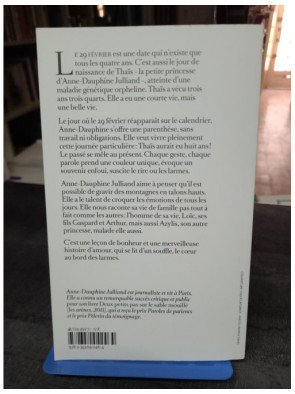 LE 29 FÉVRIER est une date qui n'existe que
tous les quatre ans. C'est aussi le jour de
naissance de Thaïs – la petite princesse
d'Anne-Dauphine Julliand –, atteinte d'une
maladie génétique orpheline. Thaïs a vécu trois
ans trois quarts. Elle a eu une courte vie, mais
une belle vie.
Le jour où le 29 février réapparaît sur le calendrier,
Anne-Dauphine s'offre une parenthèse, sans
travail ni obligations. Elle veut vivre pleinement
cette journée particulière: Thaïs aurait eu huit ans!
Le passé se mêle au présent. Chaque geste, chaque
parole prend une couleur unique, évoque un
souvenir enfoui, suscite le rire ou les larmes.
Anne-Dauphine Julliand aime à penser qu'il est
possible de gravir des montagnes en talons hauts.
Elle a le talent de croquer les émotions de tous les
jours. Elle nous raconte sa vie de famille pas tout à
fait comme les autres: l'homme de sa vie, Loïc, ses
fils Gaspard et Arthur, mais aussi Azylis, son autre
princesse, malade elle aussi.
C'est une leçon de bonheur et une merveilleuse
histoire d'amour, qui se lit d'un souffle, le cœur
au bord des larmes.
Anne-Dauphine Julliand est journaliste et vit à Paris.
Elle a connu un remarquable succès critique et public
pour son livre Deux petits pas sur le sable mouillé
(les arènes, 2011), qui a reçu le prix Paroles de patients
et le prix Pèlerin du témoignage.